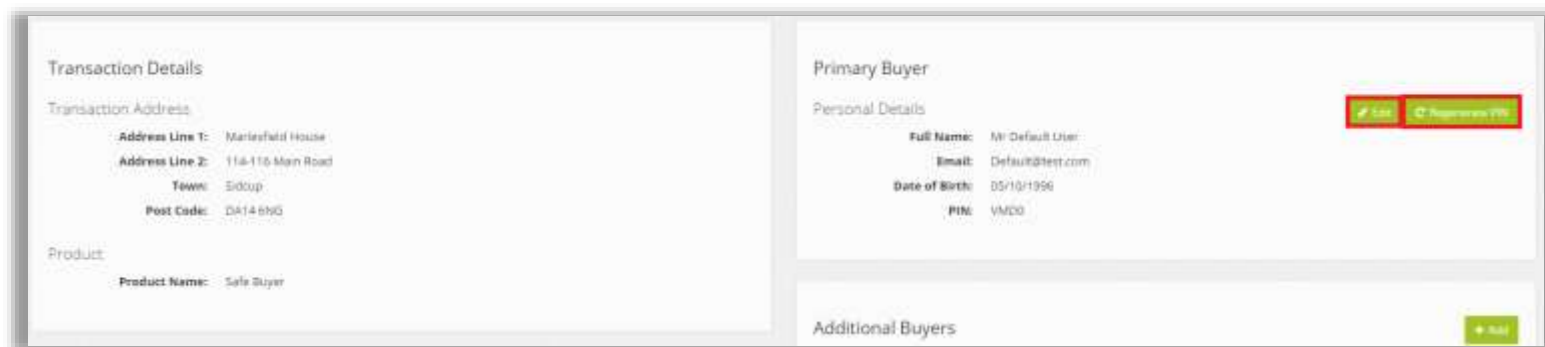 Transaction Details
Transaction Address
Address Line 1: Marlesfield House
Address Line 2: 114-116 Main Road
Town: Sidcup
Post Code: DA14 6NG
Product
Product Name: Safe Buyer
Primary Buyer
Personal Details
Edit
Regenerate PIN
Full Name: Mr Default User
Email: Default@test.com
Date of Birth: 05/10/1996
PIN: VMD0
Additional Buyers
Add